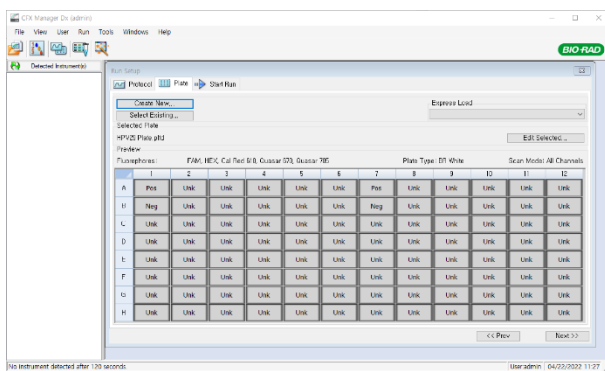 CFX Manager Dx (admin)
File View User Run Tools Windows Help
BIO-RAD
Detected Instrument(s)
Run Setup
Protocol Plate Start Run
Create New... Express Load
Select Existing...
Selected Plate
HPV25 Plate.pltd Edit Selected...
Preview
Fluorophores: FAM, HEX, Cal Red 610, Quasar 670, Quasar 705 Plate Type: BR White Scan Mode: All Channels
1 2 3 4 5 6 7 8 9 10 11 12
A Pos Unk Unk Unk Unk Unk Pos Unk Unk Unk Unk Unk
B Neg Unk Unk Unk Unk Unk Neg Unk Unk Unk Unk Unk
C Unk Unk Unk Unk Unk Unk Unk Unk Unk Unk Unk Unk
D Unk Unk Unk Unk Unk Unk Unk Unk Unk Unk Unk Unk
E Unk Unk Unk Unk Unk Unk Unk Unk Unk Unk Unk Unk
F Unk Unk Unk Unk Unk Unk Unk Unk Unk Unk Unk Unk
G Unk Unk Unk Unk Unk Unk Unk Unk Unk Unk Unk Unk
H Unk Unk Unk Unk Unk Unk Unk Unk Unk Unk Unk Unk
<< Prev Next >>
No instrument detected after 120 seconds. User: admin 04/22/2022 11:27